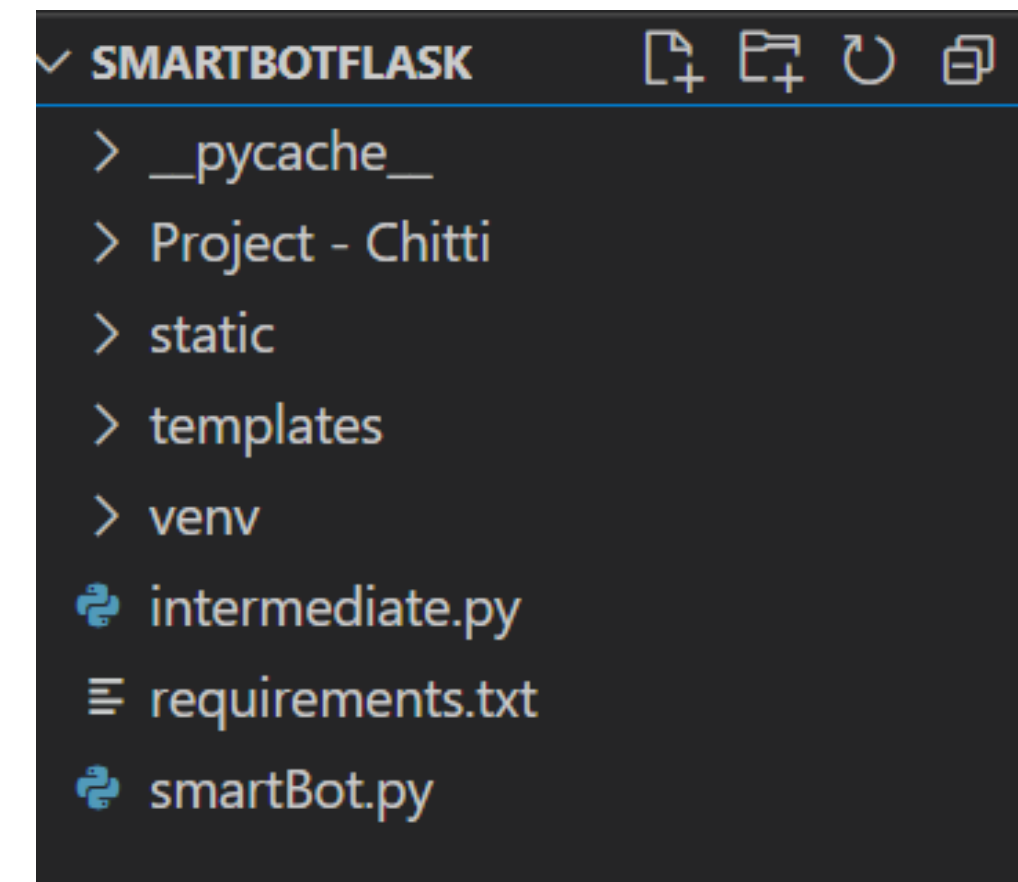 SMARTBOTFLASK
__pycache__
Project - Chitti
static
templates
venv
intermediate.py
requirements.txt
smartBot.py